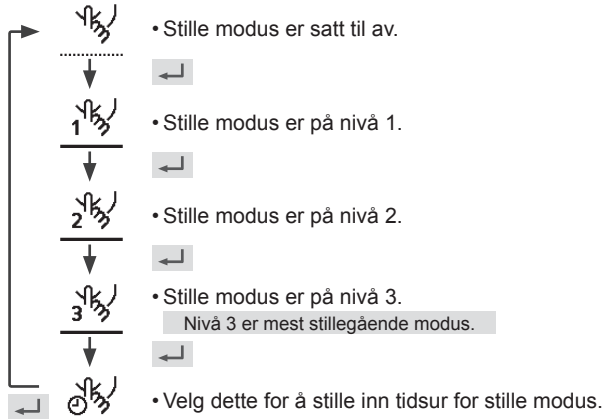 • Stille modus er satt til av.
1
• Stille modus er på nivå 1.
2
• Stille modus er på nivå 2.
3
• Stille modus er på nivå 3.
Nivå 3 er mest stillegående modus.
• Velg dette for å stille inn tidsur for stille modus.